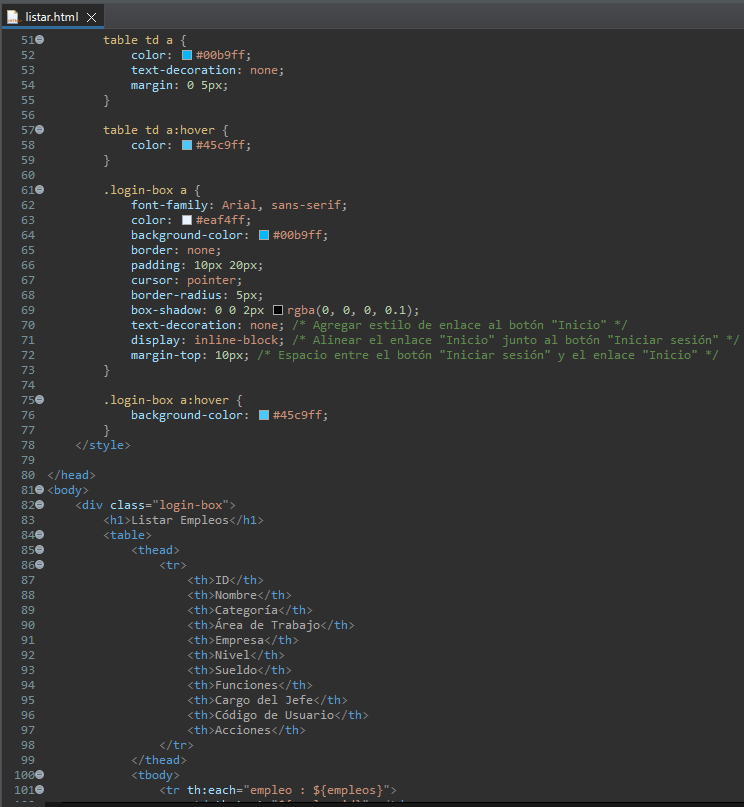 listar.html
51 table td a {
52 color: #00b9ff;
53 text-decoration: none;
54 margin: 0 5px;
55 }
56
57 table td a:hover {
58 color: #45c9ff;
59 }
60
61 .login-box a {
62 font-family: Arial, sans-serif;
63 color: #eaf4ff;
64 background-color: #00b9ff;
65 border: none;
66 padding: 10px 20px;
67 cursor: pointer;
68 border-radius: 5px;
69 box-shadow: 0 0 2px rgba(0, 0, 0, 0.1);
70 text-decoration: none; /* Agregar estilo de enlace al botón "Inicio" */
71 display: inline-block; /* Alinear el enlace "Inicio" junto al botón "Iniciar sesión" */
72 margin-top: 10px; /* Espacio entre el botón "Iniciar sesión" y el enlace "Inicio" */
73 }
74
75 .login-box a:hover {
76 background-color: #45c9ff;
77 }
78 </style>
79
80 </head>
81 <body>
82 <div class="login-box">
83 <h1>Listar Empleos</h1>
84 <table>
85 <thead>
86 <tr>
87 <th>ID</th>
88 <th>Nombre</th>
89 <th>Categoría</th>
90 <th>Área de Trabajo</th>
91 <th>Empresa</th>
92 <th>Nivel</th>
93 <th>Sueldo</th>
94 <th>Funciones</th>
95 <th>Cargo del Jefe</th>
96 <th>Código de Usuario</th>
97 <th>Acciones</th>
98 </tr>
99 </thead>
100 <tbody>
101 <tr th:each="empleo : ${empleos}">